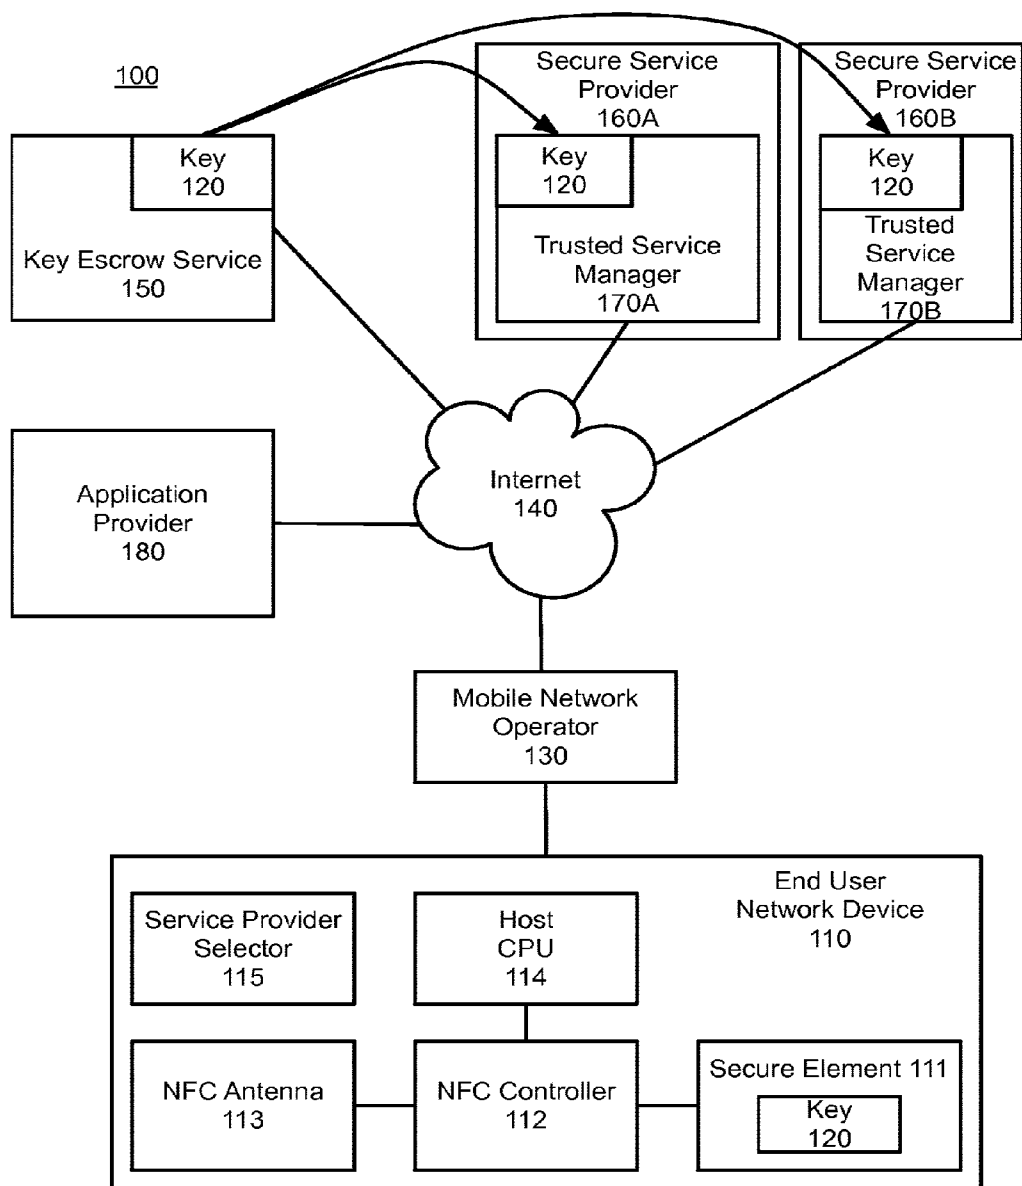 100
Secure Service
Provider
160A
Secure Service
Provider
160B
Key
120
Key Escrow Service
150
Key
120
Trusted Service
Manager
170A
Key
120
Trusted
Service
Manager
170B
Application
Provider
180
Internet
140
Mobile Network
Operator
130
End User
Network Device
110
Service Provider
Selector
115
Host
CPU
114
NFC Antenna
113
NFC Controller
112
Secure Element 111
Key
120